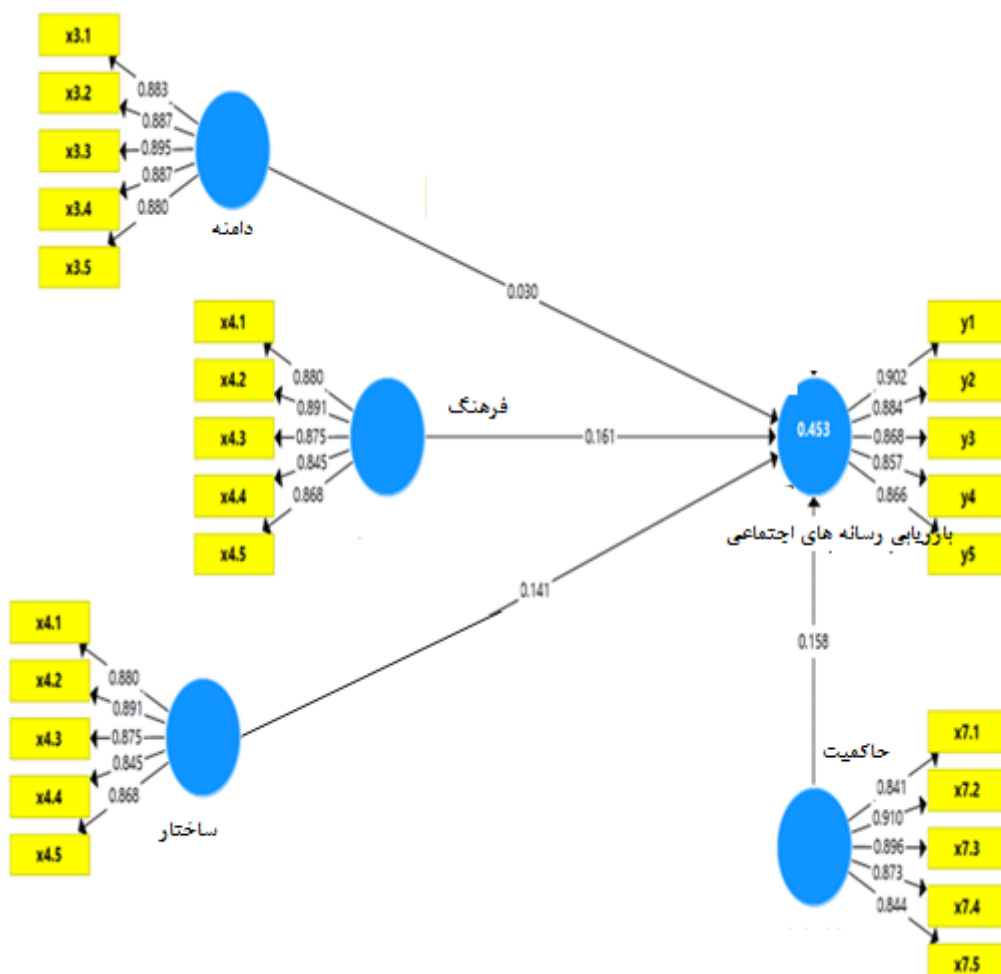 x3.1
x3.2
x3.3
x3.4
x3.5
0.883
0.887
0.895
0.887
0.880
دامنه
0.030
x4.1
x4.2
x4.3
x4.4
x4.5
0.880
0.891
0.875
0.845
0.868
فرهنگ
0.161
0.453
0.902
0.884
0.868
0.857
0.866
y1
y2
y3
y4
y5
بازریابی رسانه های اجتماعی
x4.1
x4.2
x4.3
x4.4
x4.5
0.880
0.891
0.875
0.845
0.868
ساختار
0.141
0.158
حاکمیت
0.841
0.910
0.896
0.873
0.844
x7.1
x7.2
x7.3
x7.4
x7.5